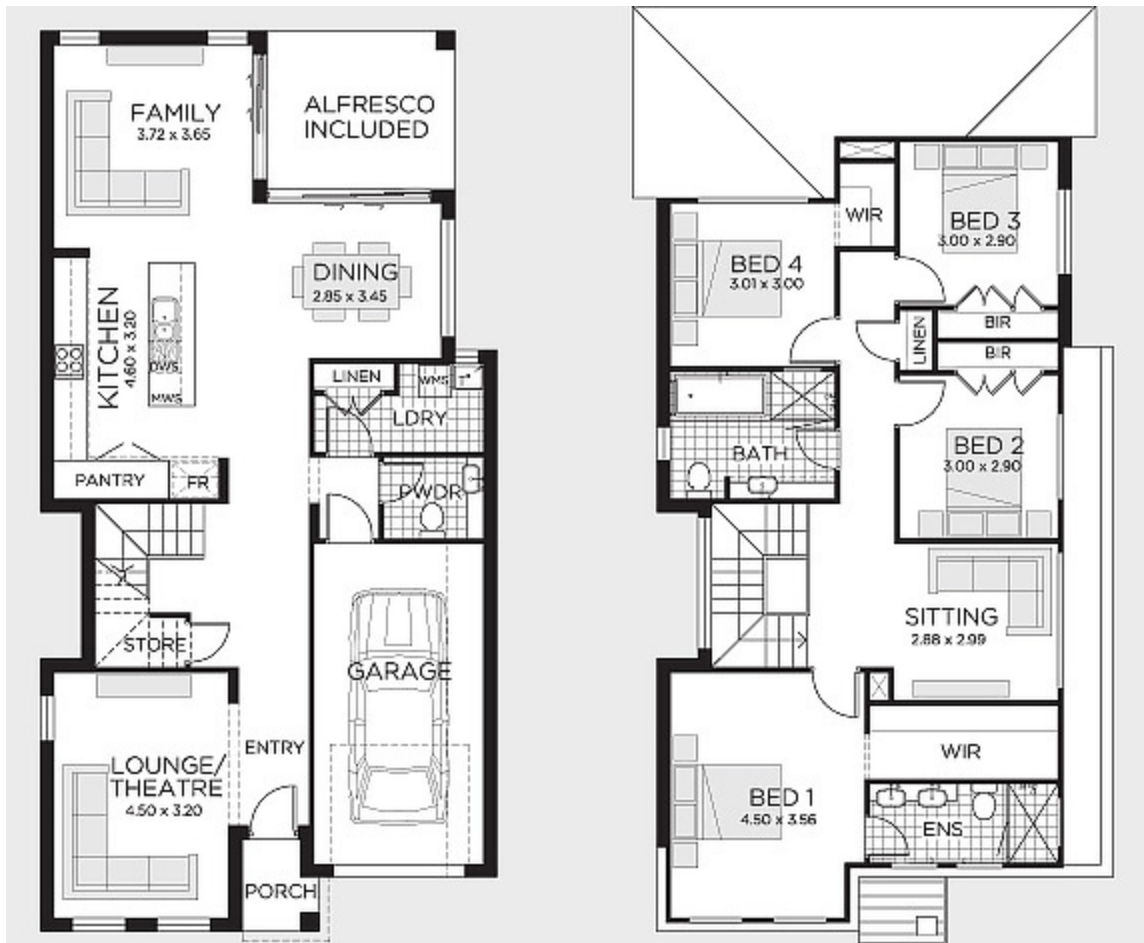 FAMILY
3.72 x 3.65
ALFRESCO
INCLUDED
DINING
2.85 x 3.45
KITCHEN
4.60 x 3.20
DWS
MWS
LINEN
WMS
LDRY
PANTRY
FR
PWDR
STORE
GARAGE
LOUNGE/
THEATRE
4.50 x 3.20
ENTRY
PORCH
WIR
BED 3
3.00 x 2.90
BED 4
3.01 x 3.00
LINEN
BIR
BIR
BATH
BED 2
3.00 x 2.90
SITTING
2.88 x 2.99
WIR
BED 1
4.50 x 3.56
ENS